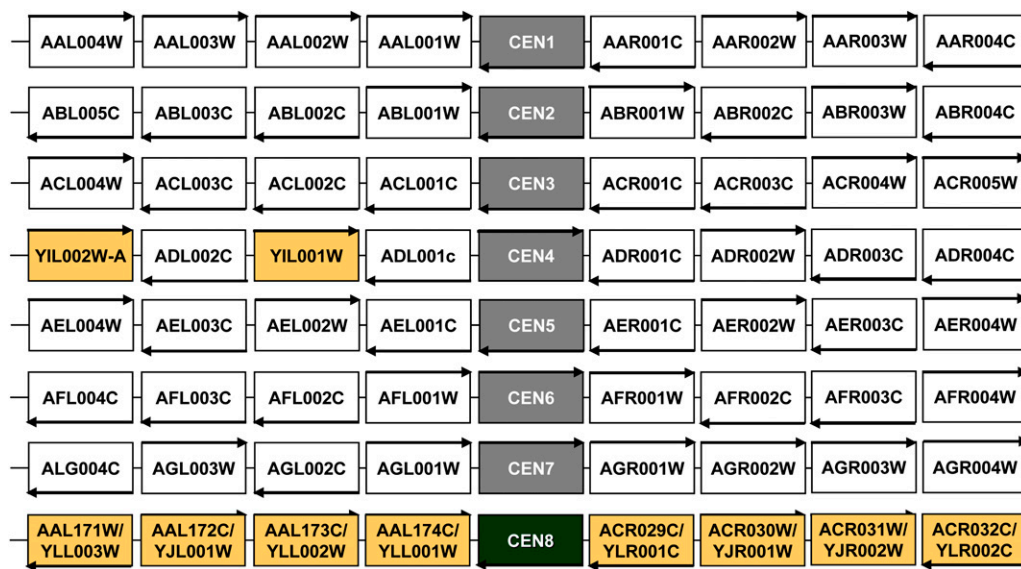 AAL004W AAL003W AAL002W AAL001W CEN1 AAR001C AAR002W AAR003W AAR004C
ABL005C ABL003C ABL002C ABL001W CEN2 ABR001W ABR002C ABR003W ABR004C
ACL004W ACL003C ACL002C ACL001C CEN3 ACR001C ACR003C ACR004W ACR005W
YIL002W-A ADL002C YIL001W ADL001c CEN4 ADR001C ADR002W ADR003C ADR004C
AEL004W AEL003C AEL002W AEL001C CEN5 AER001C AER002W AER003C AER004W
AFL004C AFL003C AFL002C AFL001W CEN6 AFR001W AFR002C AFR003C AFR004W
ALG004C AGL003W AGL002C AGL001W CEN7 AGR001W AGR002W AGR003W AGR004W
AAL171W/ AAL172C/ AAL173C/ AAL174C/ CEN8 ACR029C/ ACR030W/ ACR031W/ ACR032C/
YLL003W YJL001W YLL002W YLL001W YLR001C YJR001W YJR002W YLR002C